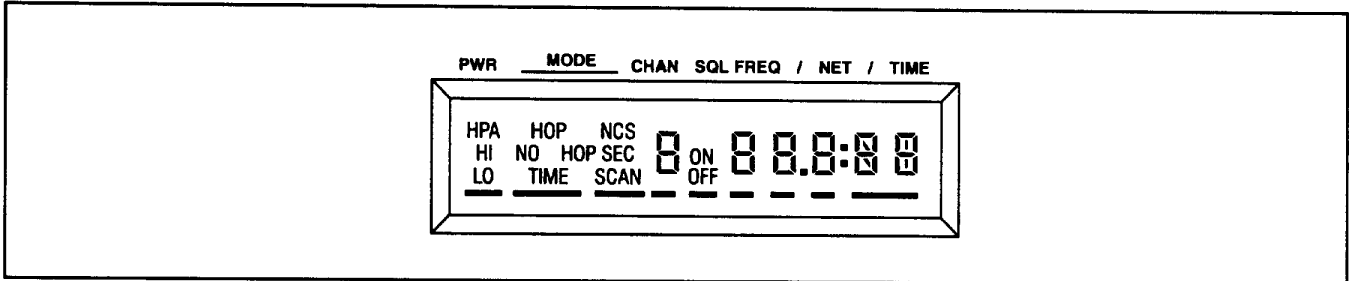 PWR MODE CHAN SQL FREQ / NET / TIME
HPA HOP NCS
HI NO HOP SEC 8 ON 8 8.8:8 8
LO TIME SCAN OFF